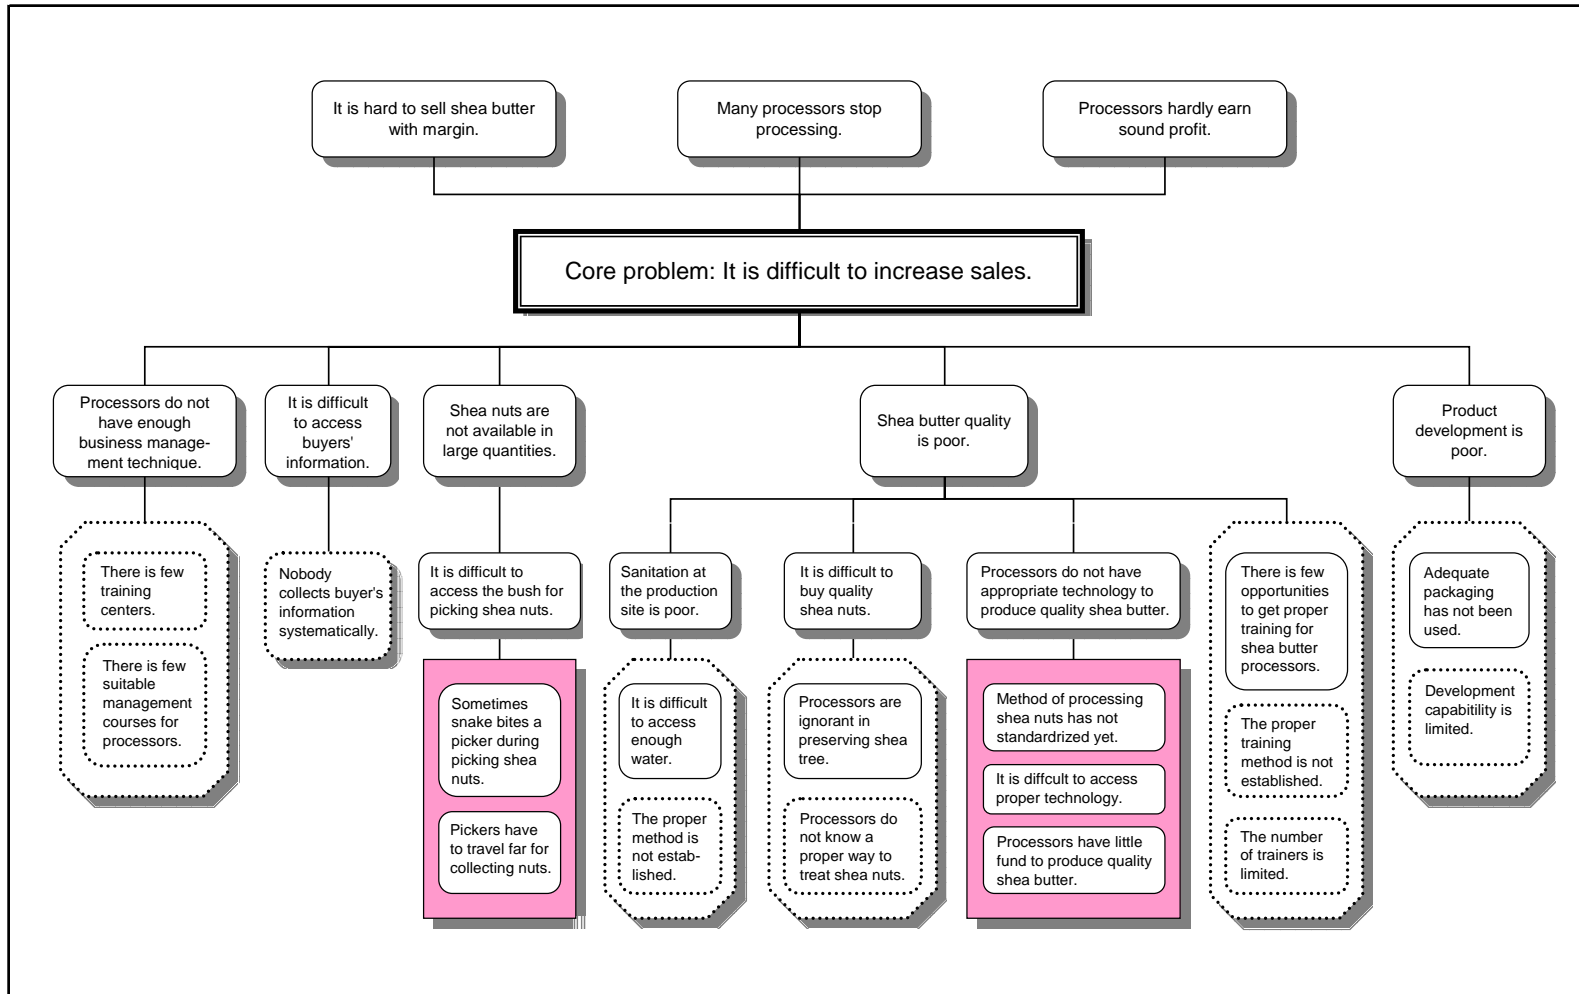 It is hard to sell shea butter
with margin.
Many processors stop
processing.
Processors hardly earn
sound profit.
Core problem: It is difficult to increase sales.
Processors do not
have enough
business manage-
ment technique.
It is difficult
to access
buyers'
information.
Shea nuts are
not available in
large quantities.
Shea butter quality
is poor.
Product
development is
poor.
There is few
training
centers.
There is few
suitable
management
courses for
processors.
Nobody
collects buyer's
information
systematically.
It is difficult to
access the bush for
picking shea nuts.
Sometimes
snake bites a
picker during
picking shea
nuts.
Pickers have
to travel far for
collecting nuts.
Sanitation at
the production
site is poor.
It is difficult
to access
enough
water.
The proper
method is
not estab-
lished.
It is difficult to
buy quality
shea nuts.
Processors are
ignorant in
preserving shea
tree.
Processors do
not know a
proper way to
treat shea nuts.
Processors do not have
appropriate technology to
produce quality shea butter.
Method of processing
shea nuts has not
standardized yet.
It is diffcult to access
proper technology.
Processors have little
fund to produce quality
shea butter.
There is few
opportunities
to get proper
training for
shea butter
processors.
The proper
training
method is not
established.
The number
of trainers is
limited.
Adequate
packaging
has not been
used.
Development
capabitility is
limited.